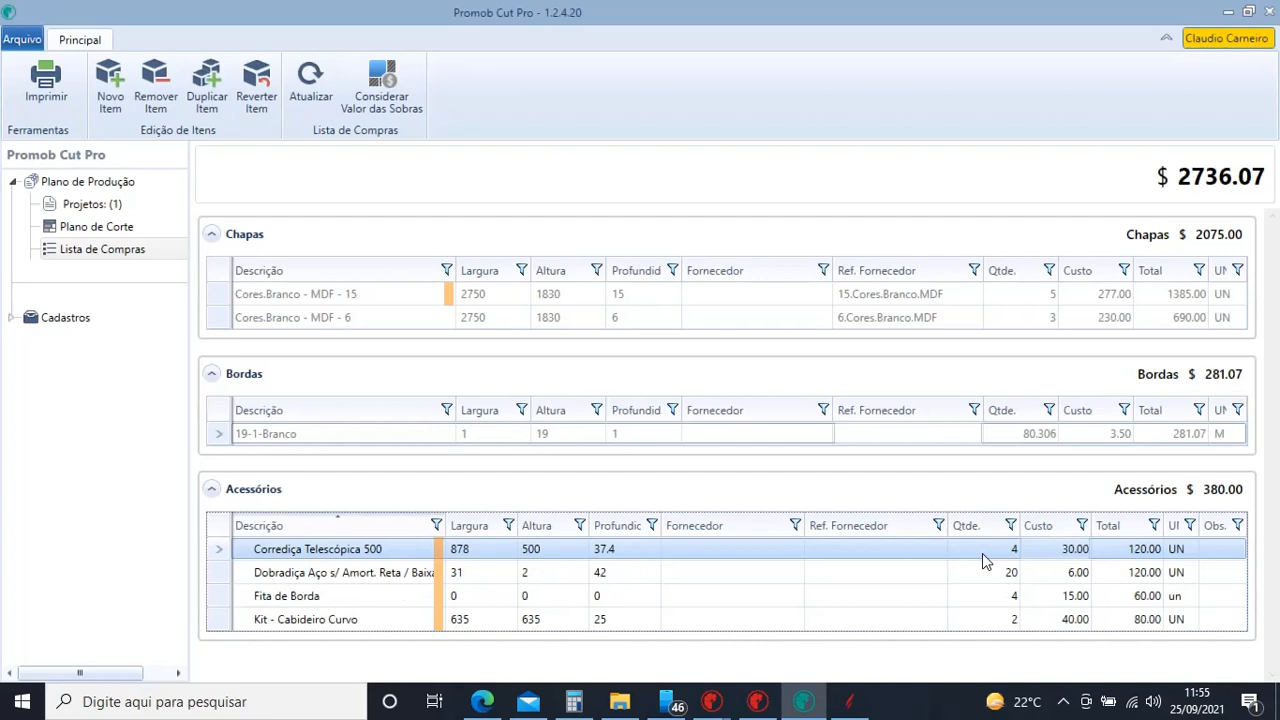 Promob Cut Pro - 1.2.4.20
Arquivo Principal Claudio Carneiro
Imprimir Novo Item Remover Item Duplicar Item Reverter Item Atualizar Considerar Valor das Sobras
Ferramentas Edição de Itens Lista de Compras
Promob Cut Pro
Plano de Produção
Projetos: (1)
Plano de Corte
Lista de Compras
Cadastros
$ 2736.07
Chapas Chapas $ 2075.00
Descrição Largura Altura Profundid Fornecedor Ref. Fornecedor Qtde. Custo Total UN
Cores.Branco - MDF - 15 2750 1830 15 15.Cores.Branco.MDF 5 277.00 1385.00 UN
Cores.Branco - MDF - 6 2750 1830 6 6.Cores.Branco.MDF 3 230.00 690.00 UN
Bordas Bordas $ 281.07
Descrição Largura Altura Profundid Fornecedor Ref. Fornecedor Qtde. Custo Total UN
19-1-Branco 1 19 1 80.306 3.50 281.07 M
Acessórios Acessórios $ 380.00
Descrição Largura Altura Profundic Fornecedor Ref. Fornecedor Qtde. Custo Total UI Obs.
Corrediça Telescópica 500 878 500 37.4 4 30.00 120.00 UN
Dobradiça Aço s/ Amort. Reta / Baixa 31 2 42 20 6.00 120.00 UN
Fita de Borda 0 0 0 4 15.00 60.00 un
Kit - Cabideiro Curvo 635 635 25 2 40.00 80.00 UN
Digite aqui para pesquisar 46 22°C 11:55
25/09/2021 1